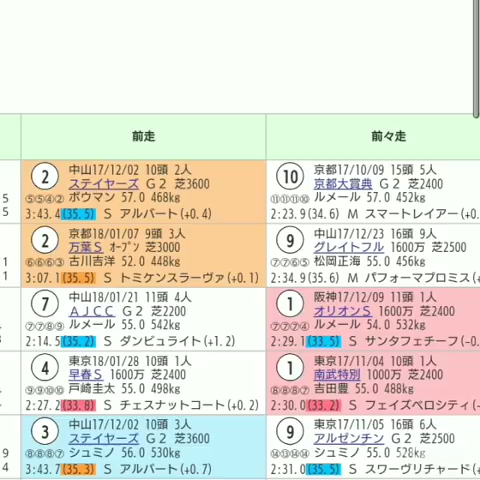 前走 前々走
5
5
② 中山17/12/02 10頭 2人
ステイヤーズ G2 芝3600
⑤⑤④② ボウマン 57.0 468kg
3:43.4(35.5) S アルバート(+0.4)
⑩ 京都17/10/09 15頭 5人
京都大賞典 G2 芝2400
⑪⑪⑪⑩ ルメール 57.0 452kg
2:23.9(34.6) M スマートレイアー(+0.
1
1
② 京都18/01/07 9頭 3人
万葉S オープン 芝3000
⑥⑥⑥③ 古川吉洋 52.0 448kg
3:07.1(35.5) S トミケンスラーヴァ(+0.1)
⑨ 中山17/12/23 16頭 9人
グレイトフル 1600万 芝2500
⑦⑦⑥⑤ 松岡正海 55.0 456kg
2:34.9(35.6) M パフォーマプロミス(+
⑦ 中山18/01/21 11頭 4人
AJCC G2 芝2200
⑦⑦⑧⑨ ルメール 55.0 542kg
2:14.5(35.2) S ダンビュライト(+1.2)
① 阪神17/12/09 11頭 1人
オリオンS 1600万 芝2400
⑦⑦⑦④ ルメール 54.0 532kg
2:29.1(33.5) S サンタフェチーフ(-0.
④ 東京18/01/28 10頭 1人
早春S 1600万 芝2400
⑨⑨⑩⑩ 戸崎圭太 55.0 498kg
2:27.2(33.8) S チェスナットコート(+0.2)
① 東京17/11/04 10頭 1人
南武特別 1000万 芝2400
⑧⑧⑧⑦ 吉田豊 55.0 488kg
2:30.0(33.2) S フェイズベロシティ(-
9
4
③ 中山17/12/02 10頭 3人
ステイヤーズ G2 芝3600
⑧⑧⑧⑦ シュミノ 56.0 530kg
3:43.7(35.3) S アルバート(+0.7)
⑨ 東京17/11/05 16頭 6人
アルゼンチン G2 芝2500
⑭⑬⑭⑭ シュミノ 55.0 528kg
2:31.0(35.5) S スワーヴリチャード(+